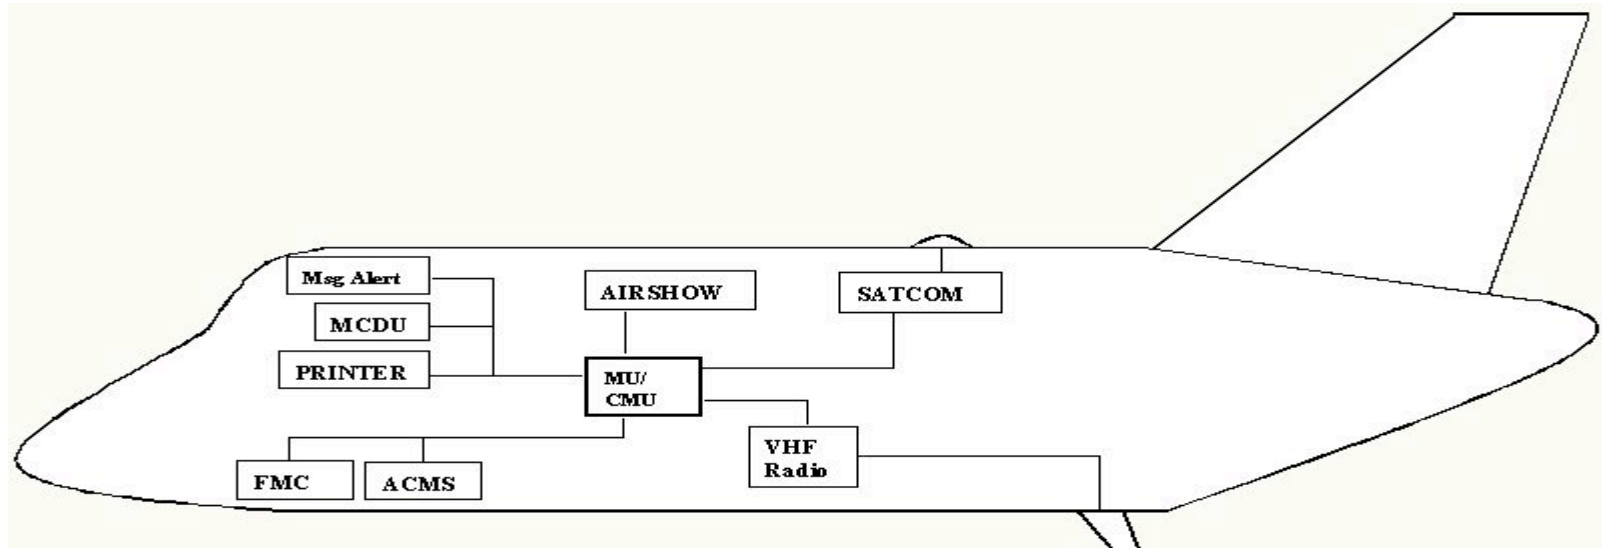 Msg Alert
AIRSHOW
SATCOM
MCDU
PRINTER
MU/
CMU
VHF
Radio
FMC
ACMS